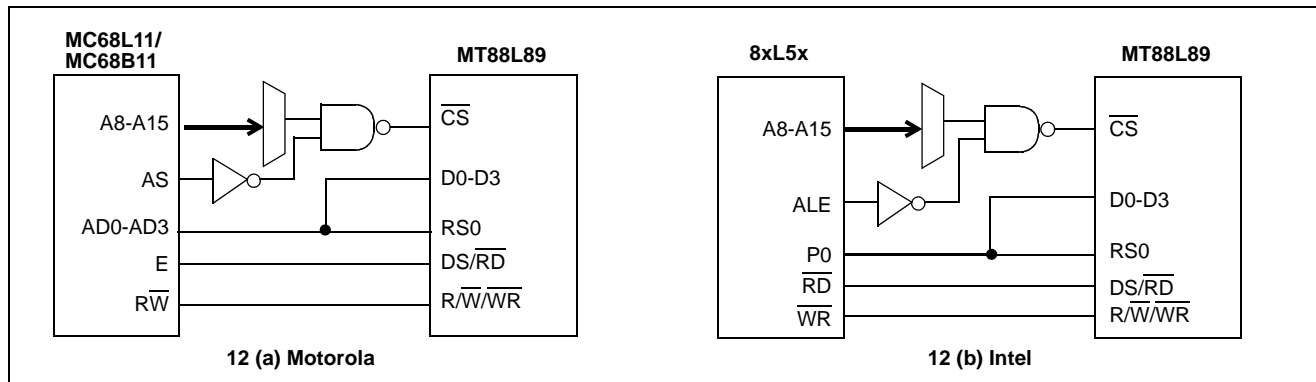 MC68L11/
MC68B11
MT88L89
A8-A15
CS
AS
D0-D3
AD0-AD3
RS0
E
DS/RD
RW
R/W/WR
12 (a) Motorola
8xL5x
MT88L89
A8-A15
CS
ALE
D0-D3
P0
RS0
RD
DS/RD
WR
R/W/WR
12 (b) Intel